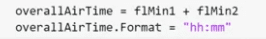 overallAirTime = flMin1 + flMin2
overallAirTime.Format = "hh:mm"